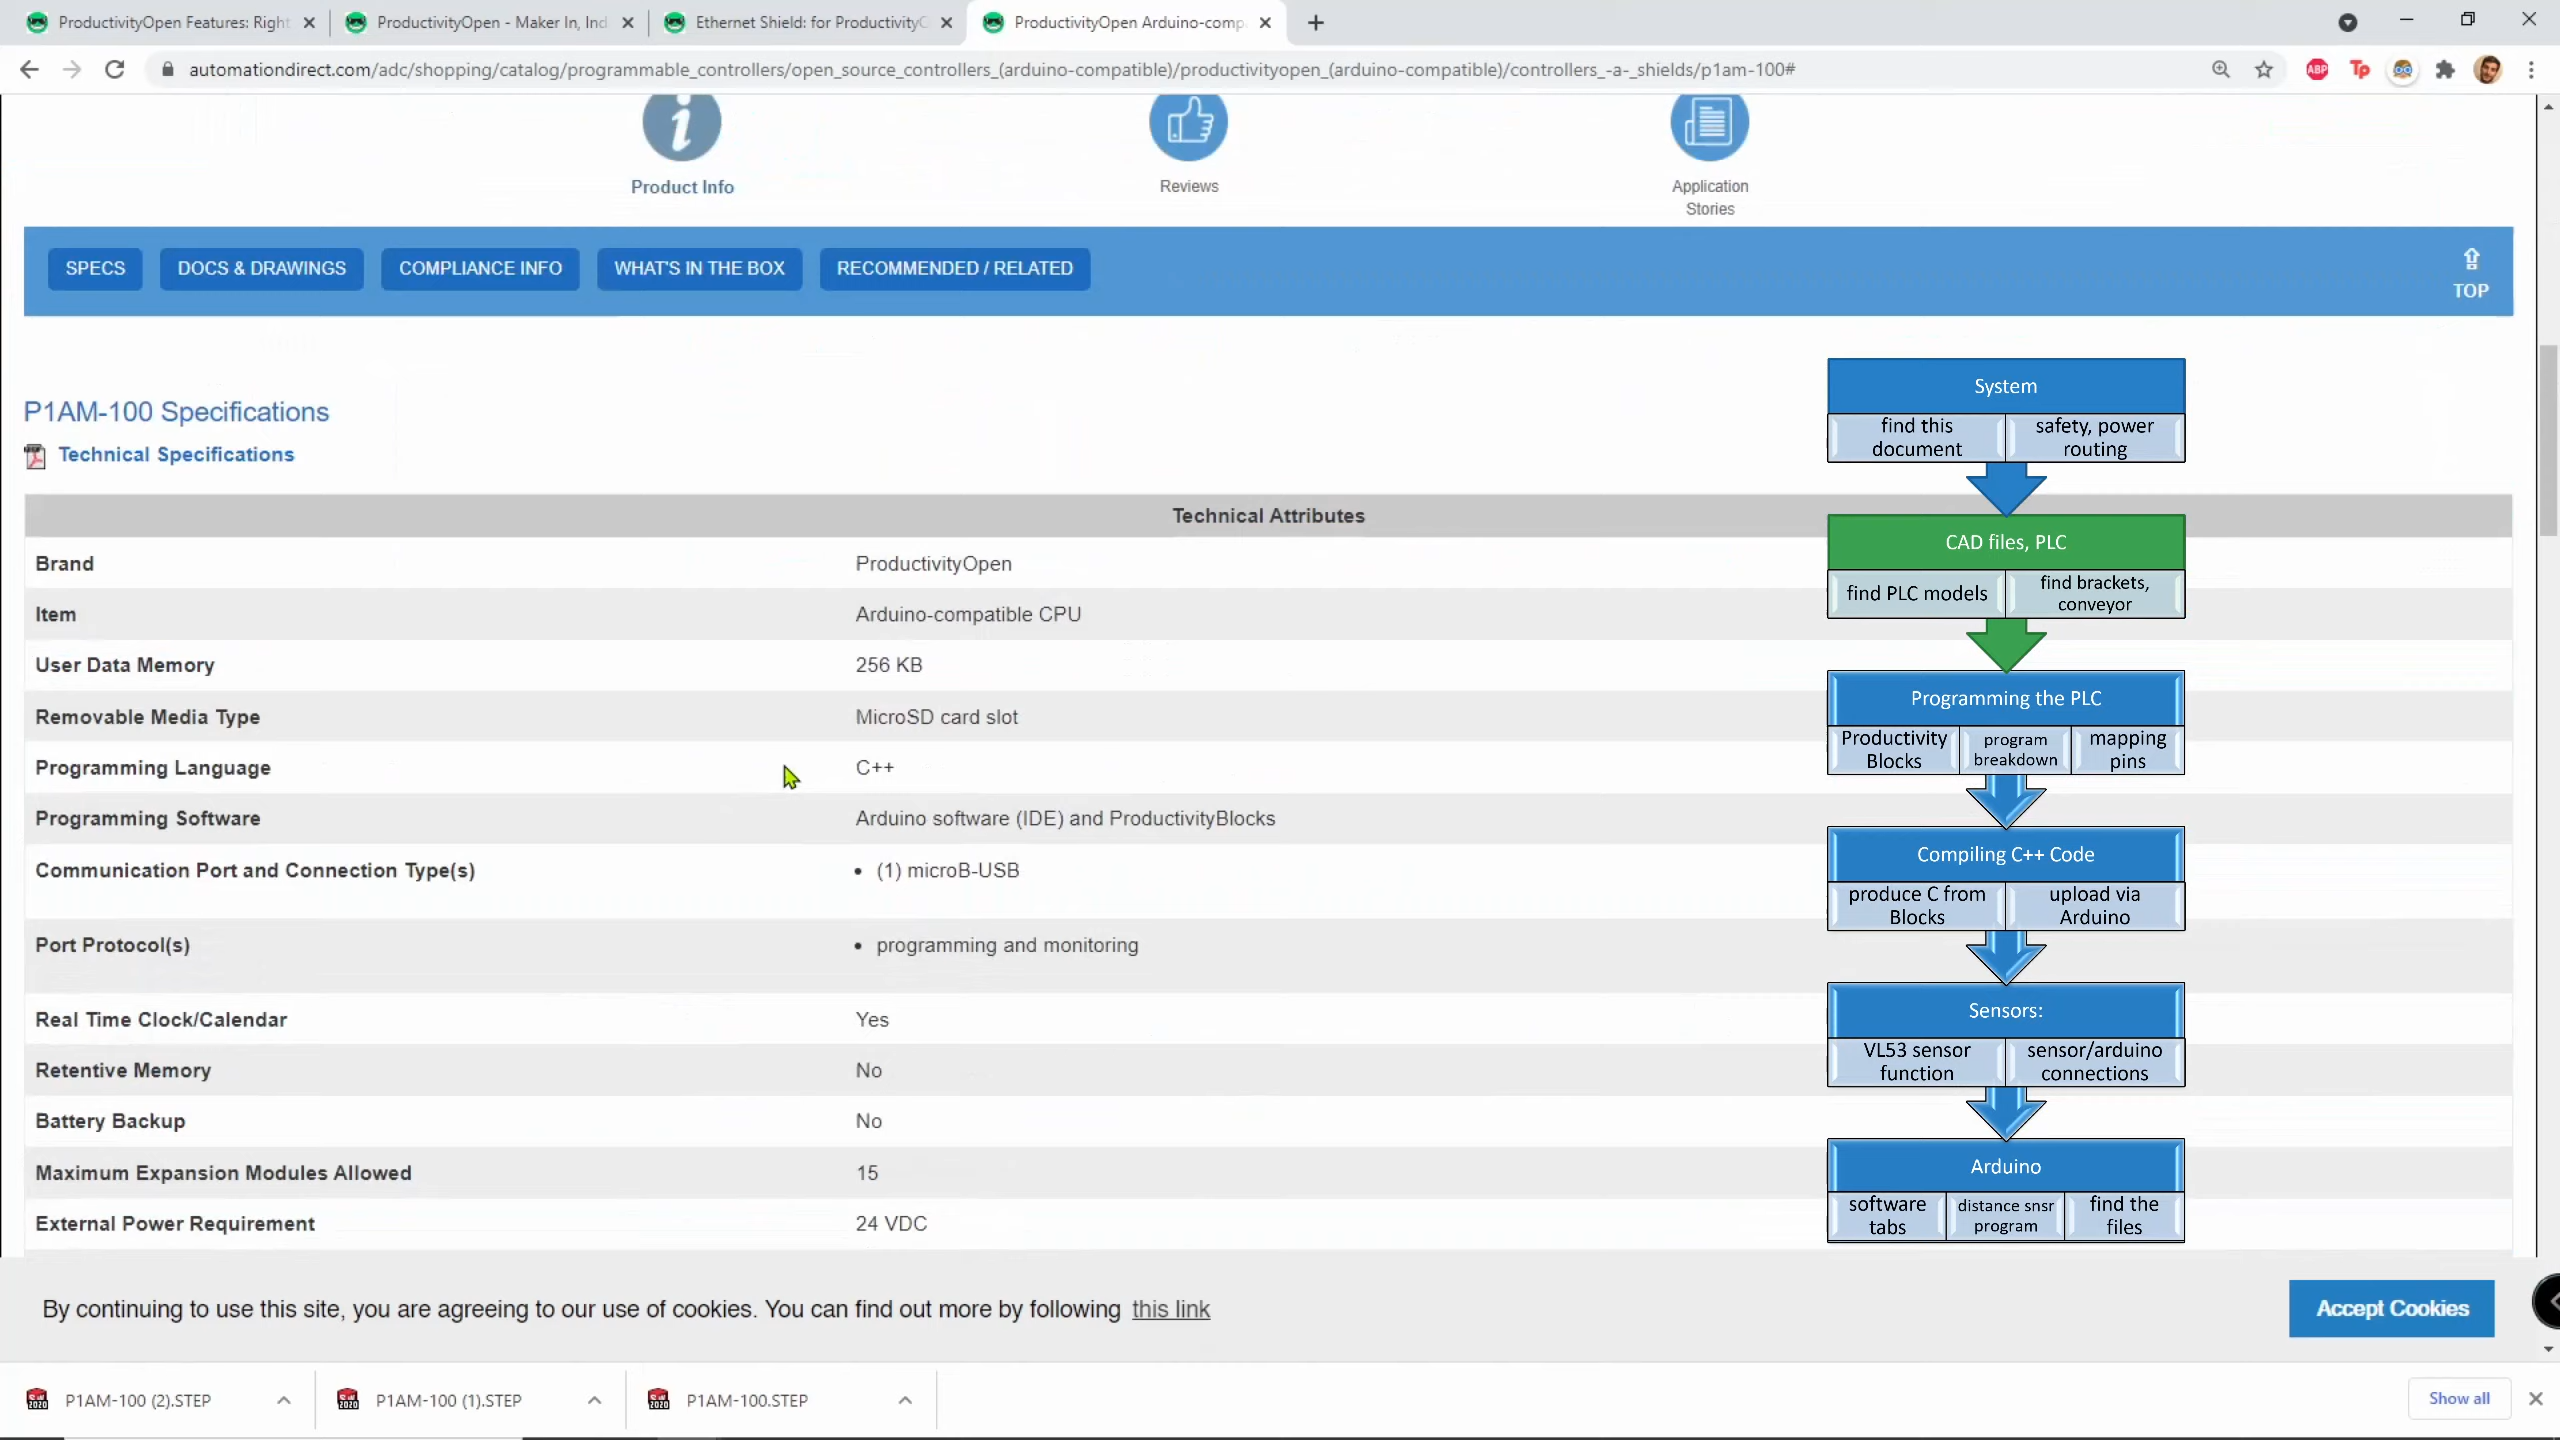 ProductivityOpen Features: Right
ProductivityOpen - Maker In, Ind
Ethernet Shield: for Productivity
ProductivityOpen Arduino-comp
automationdirect.com/adc/shopping/catalog/programmable_controllers/open_source_controllers_(arduino-compatible)/productivityopen_(arduino-compatible)/controllers_-a-_shields/p1am-100#
ABP
Tp
Product Info
Reviews
Application
Stories
SPECS
DOCS & DRAWINGS
COMPLIANCE INFO
WHAT'S IN THE BOX
RECOMMENDED / RELATED
TOP
P1AM-100 Specifications
Technical Specifications
Technical Attributes
Brand ProductivityOpen
Item Arduino-compatible CPU
User Data Memory 256 KB
Removable Media Type MicroSD card slot
Programming Language C++
Programming Software Arduino software (IDE) and ProductivityBlocks
Communication Port and Connection Type(s) • (1) microB-USB
Port Protocol(s) • programming and monitoring
Real Time Clock/Calendar Yes
Retentive Memory No
Battery Backup No
Maximum Expansion Modules Allowed 15
External Power Requirement 24 VDC
System
find this
document
safety, power
routing
CAD files, PLC
find PLC models
find brackets,
conveyor
Programming the PLC
Productivity
Blocks
program
breakdown
mapping
pins
Compiling C++ Code
produce C from
Blocks
upload via
Arduino
Sensors:
VL53 sensor
function
sensor/arduino
connections
Arduino
software
tabs
distance snsr
program
find the
files
By continuing to use this site, you are agreeing to our use of cookies. You can find out more by following this link
Accept Cookies
P1AM-100 (2).STEP
P1AM-100 (1).STEP
P1AM-100.STEP
Show all